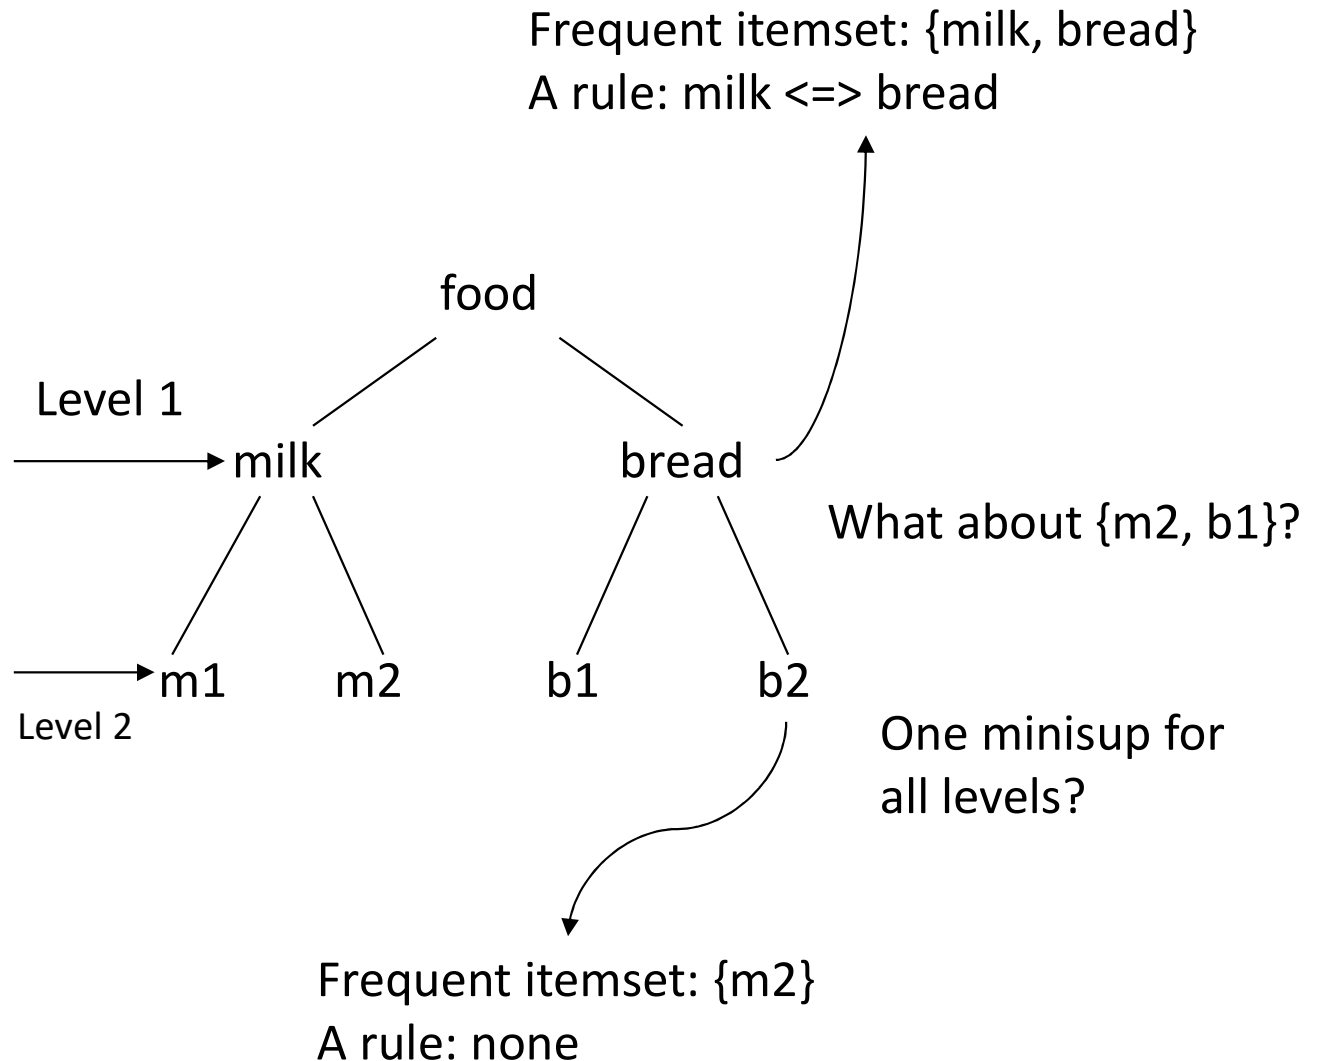 Frequent itemset: {milk, bread}
A rule: milk <=> bread
food
Level 1
milk
bread
What about {m2, b1}?
m1
m2
b1
b2
Level 2
One minisup for
all levels?
Frequent itemset: {m2}
A rule: none